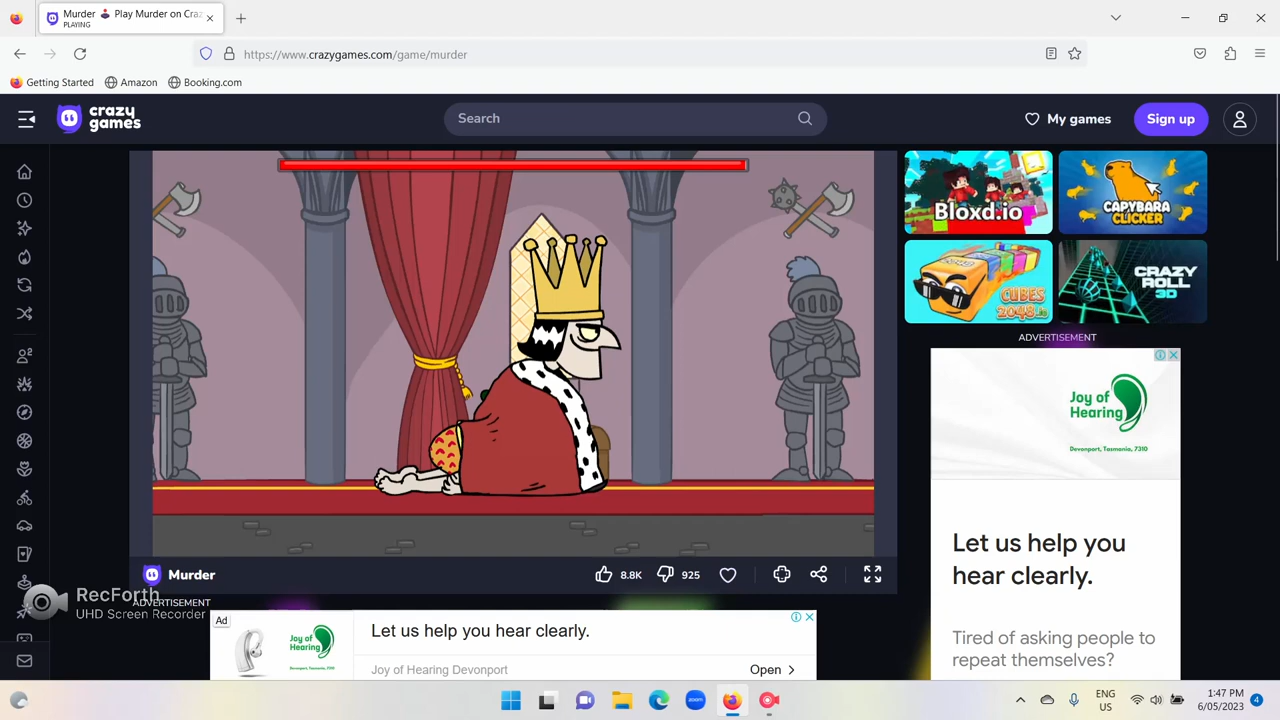 Murder 🕹️ Play Murder on Craz
PLAYING
https://www.crazygames.com/game/murder
Getting Started
Amazon
Booking.com
crazy
games
Search
My games
Sign up
Bloxd.io
CAPYBARA
CLICKER
CUBES
2048.io
CRAZY
ROLL
3D
ADVERTISEMENT
Joy of
Hearing
Devonport, Tasmania, 7310
Let us help you
hear clearly.
Tired of asking people to
repeat themselves?
Murder
8.8K
925
RecForth
UHD Screen Recorder
ADVERTISEMENT
Ad
Joy of
Hearing
Let us help you hear clearly.
Joy of Hearing Devonport
Open
zoom
ENG
US
1:47 PM
6/05/2023
4